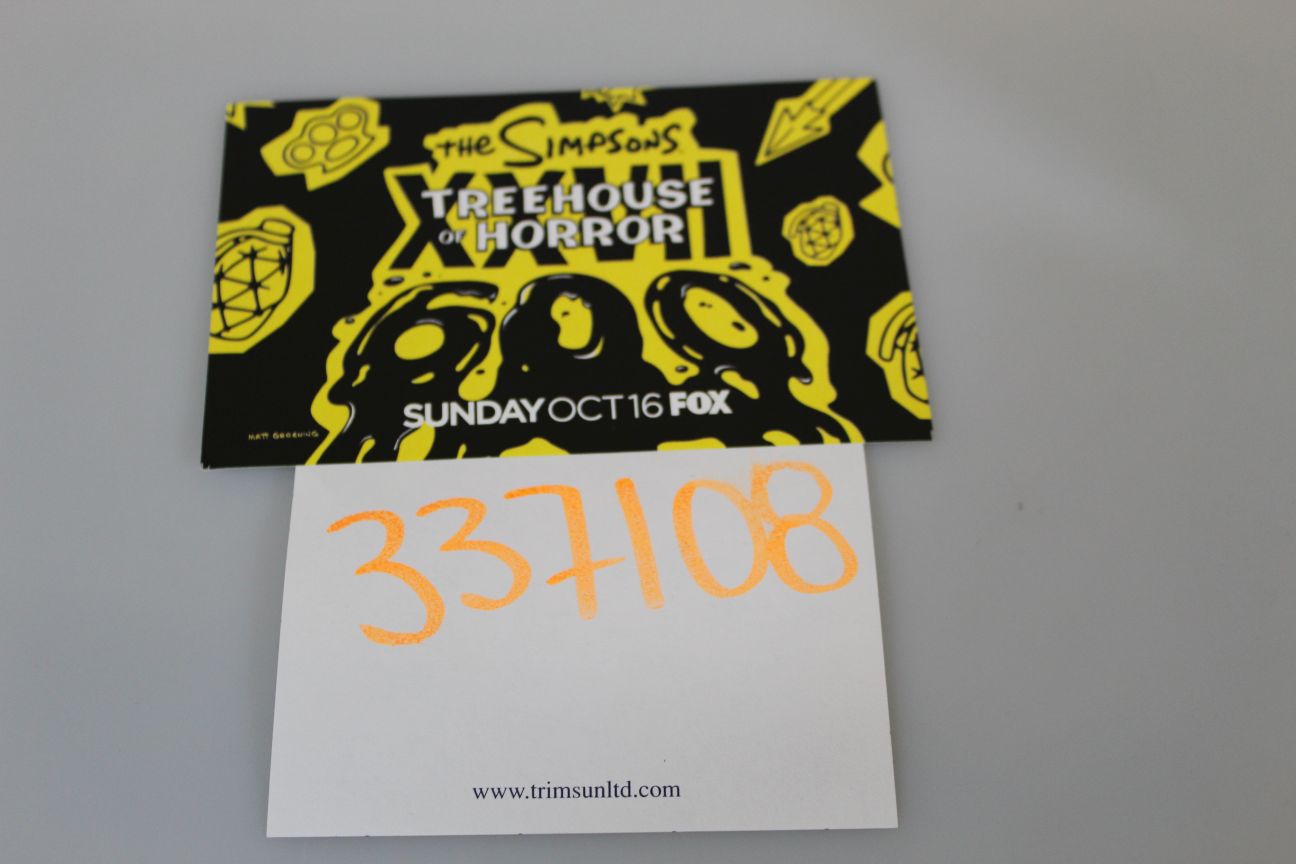 THE SIMPSONS
XXVII
TREEHOUSE
OF HORROR
SUNDAY OCT 16 FOX
MATT GROENING
337108
www.trimsunltd.com